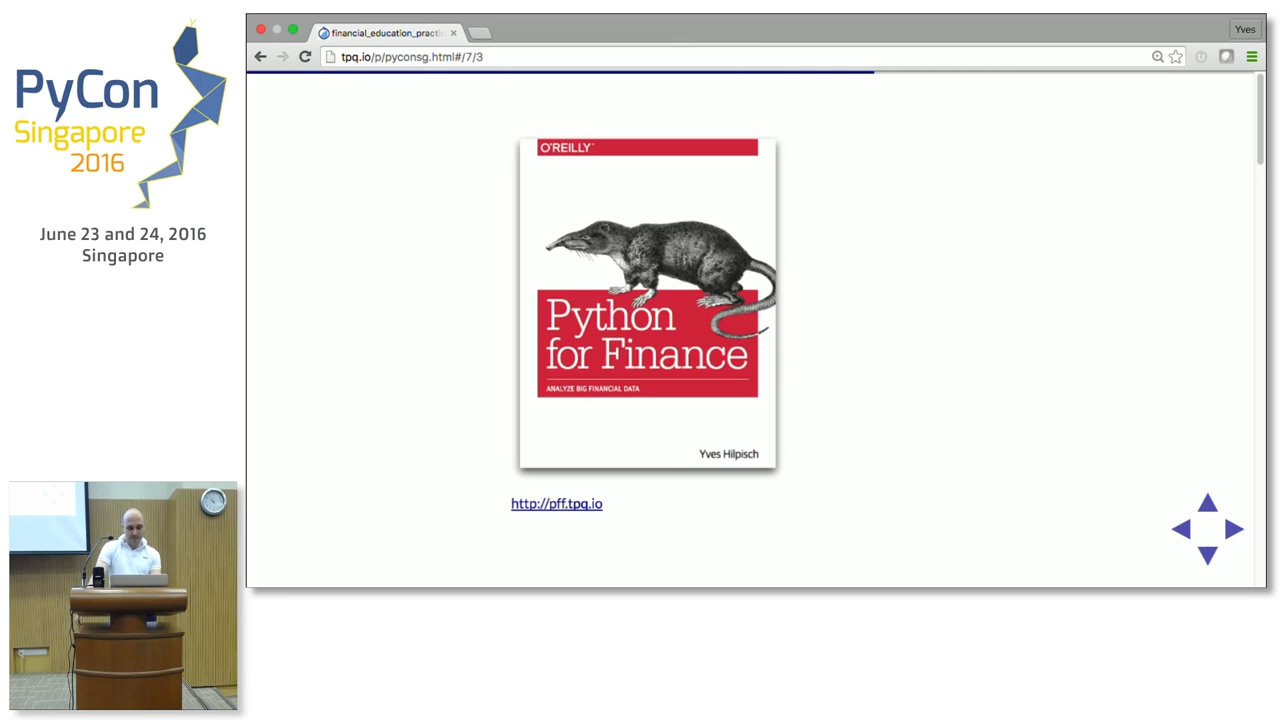 PyCon
Singapore
2016
June 23 and 24, 2016
Singapore
financial_education_practi
Yves
tpq.io/p/pyconsg.html#/7/3
O'REILLY
Python
for Finance
ANALYZE BIG FINANCIAL DATA
Yves Hilpisch
http://pff.tpq.io